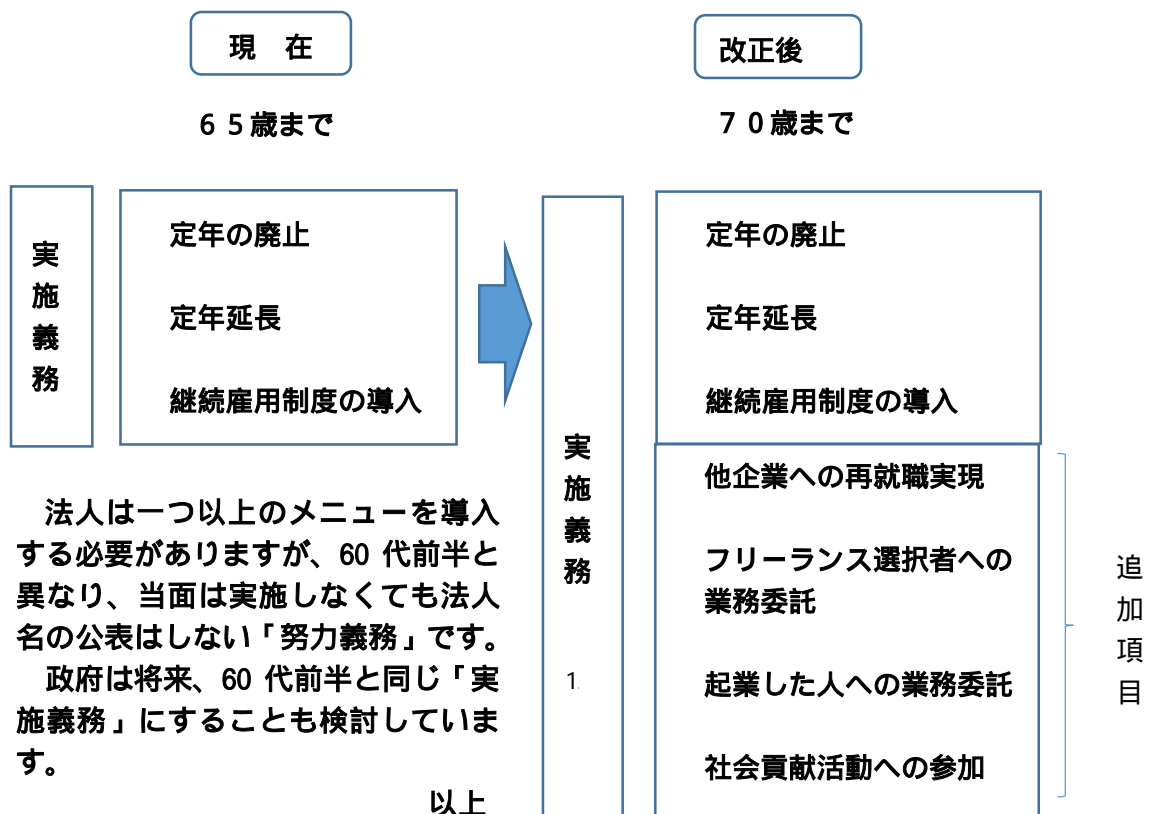 現　在
６５歳まで
実施義務
定年の廃止
定年延長
継続雇用制度の導入
法人は一つ以上のメニューを導入
する必要がありますが、60 代前半と
異なり、当面は実施しなくても法人
名の公表はしない「努力義務」です。
政府は将来、60 代前半と同じ「実
施義務」にすることも検討していま
す。
以上
改正後
７０歳まで
実施義務
1
定年の廃止
定年延長
継続雇用制度の導入
他企業への再就職実現
フリーランス選択者への
業務委託
起業した人への業務委託
社会貢献活動への参加
追加項目